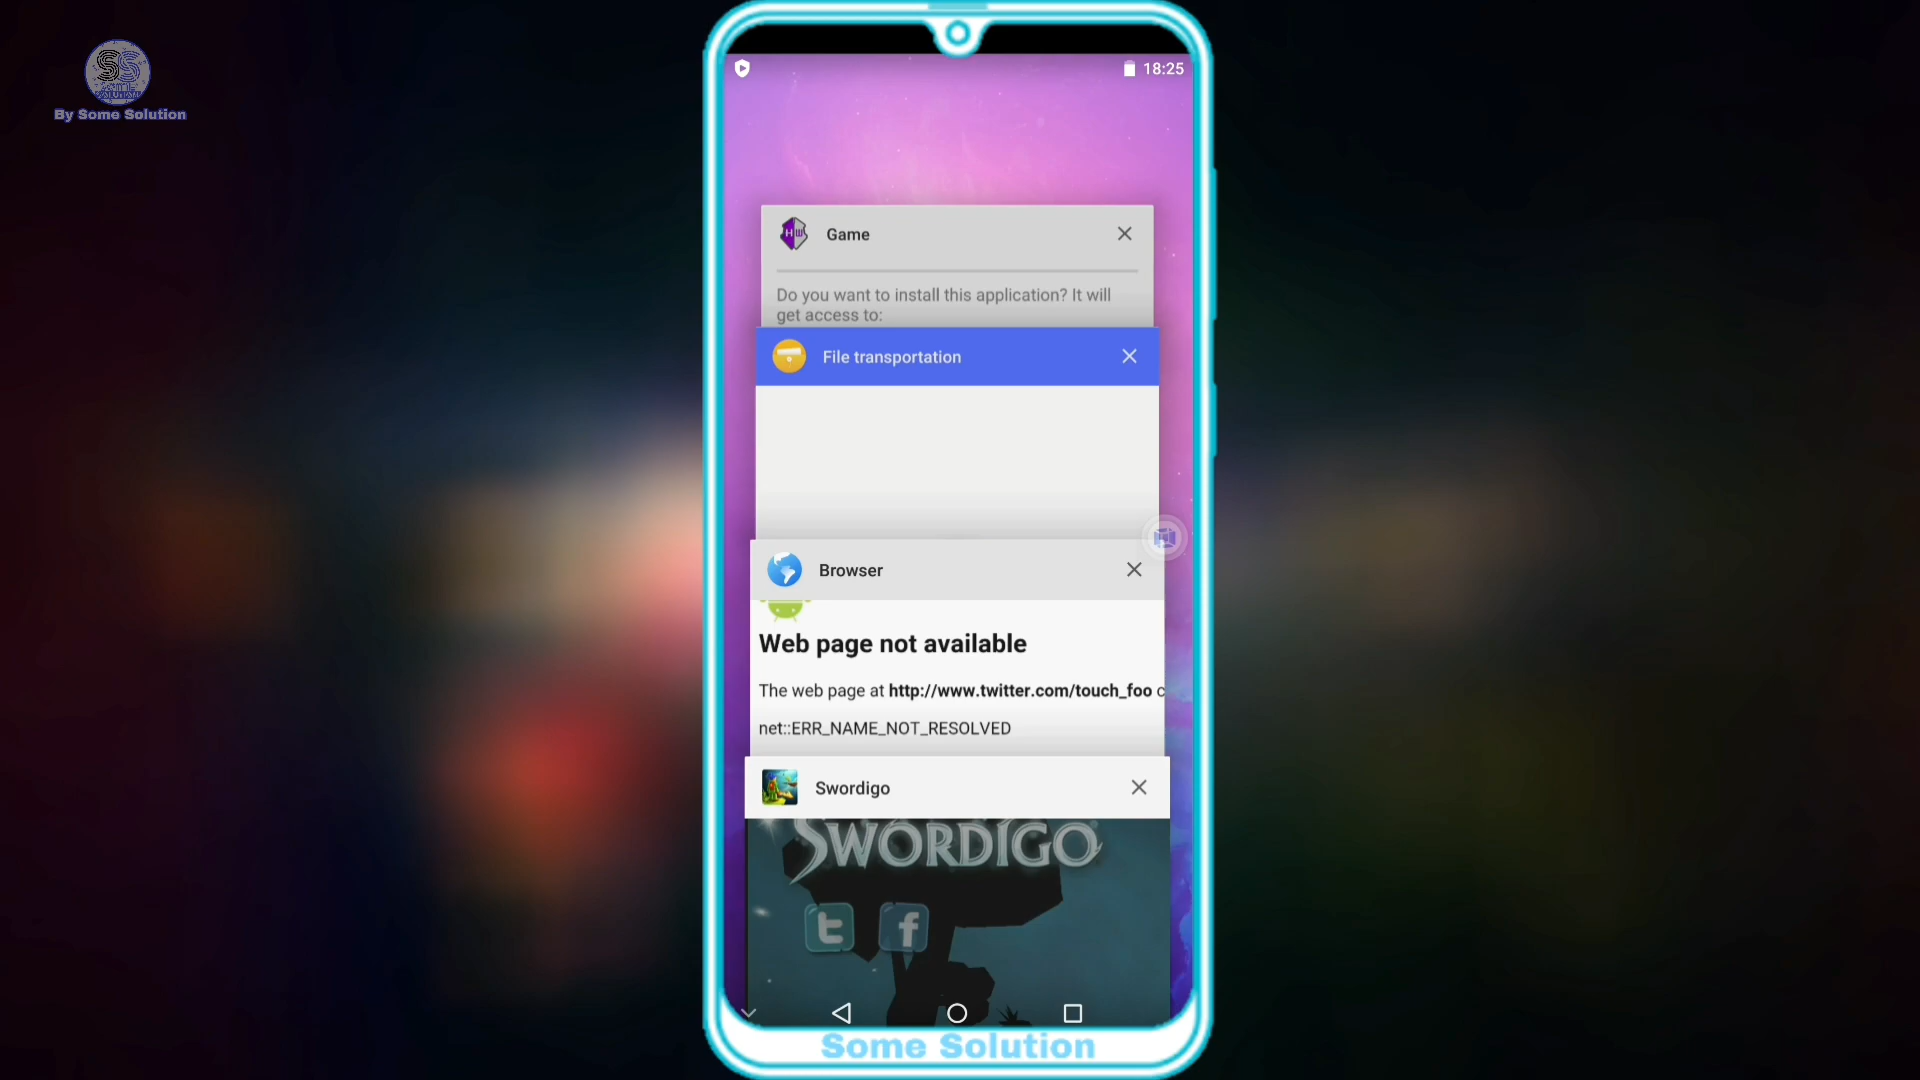 SS
By Some Solution
18:25
Game
Do you want to install this application? It will
get access to:
File transportation
Browser
Web page not available
The web page at http://www.twitter.com/touch_foo c
net::ERR_NAME_NOT_RESOLVED
Swordigo
SWORDIGO
t f
Some Solution